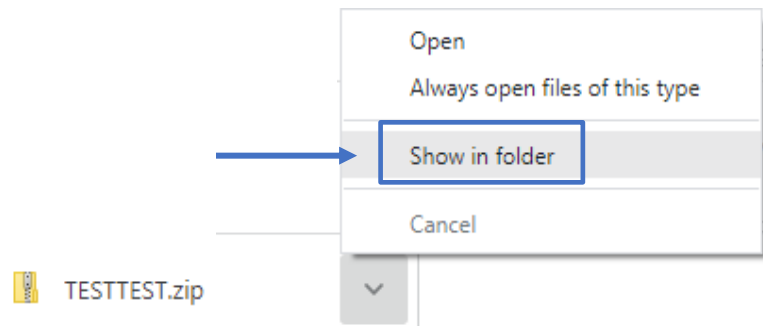 Open
Always open files of this type
Show in folder
Cancel
TESTTEST.zip